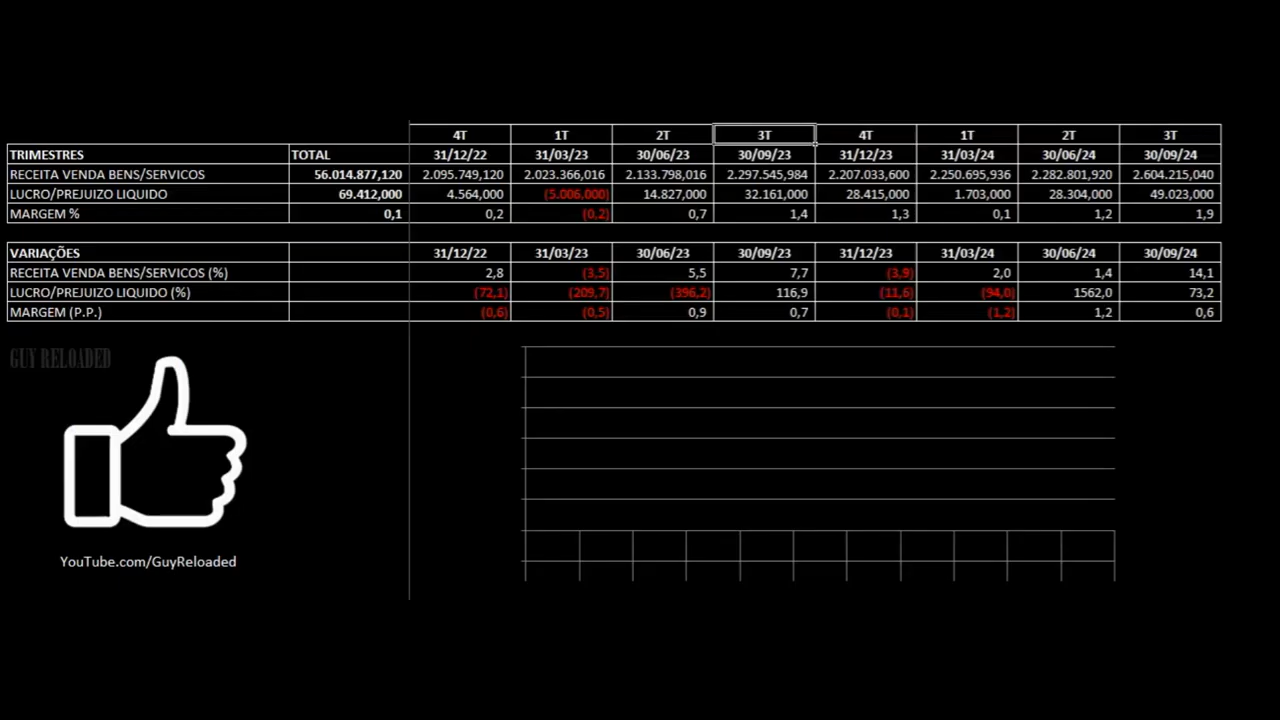 4T 1T 2T 3T 4T 1T 2T 3T
TRIMESTRES TOTAL 31/12/22 31/03/23 30/06/23 30/09/23 31/12/23 31/03/24 30/06/24 30/09/24
RECEITA VENDA BENS/SERVICOS 56.014.877,120 2.095.749,120 2.023.366,016 2.133.798,016 2.297.545,984 2.207.033,600 2.250.695,936 2.282.801,920 2.604.215,040
LUCRO/PREJUIZO LIQUIDO 69.412,000 4.564,000 (5.006,000) 14.827,000 32.161,000 28.415,000 1.703,000 28.304,000 49.023,000
MARGEM % 0,1 0,2 (0,2) 0,7 1,4 1,3 0,1 1,2 1,9
VARIAÇÕES 31/12/22 31/03/23 30/06/23 30/09/23 31/12/23 31/03/24 30/06/24 30/09/24
RECEITA VENDA BENS/SERVICOS (%) 2,8 (3,5) 5,5 7,7 (3,9) 2,0 1,4 14,1
LUCRO/PREJUIZO LIQUIDO (%) (72,1) (209,7) (396,2) 116,9 (11,6) (94,0) 1562,0 73,2
MARGEM (P.P.) (0,6) (0,5) 0,9 0,7 (0,1) (1,2) 1,2 0,6
GUY RELOADED
YouTube.com/GuyReloaded